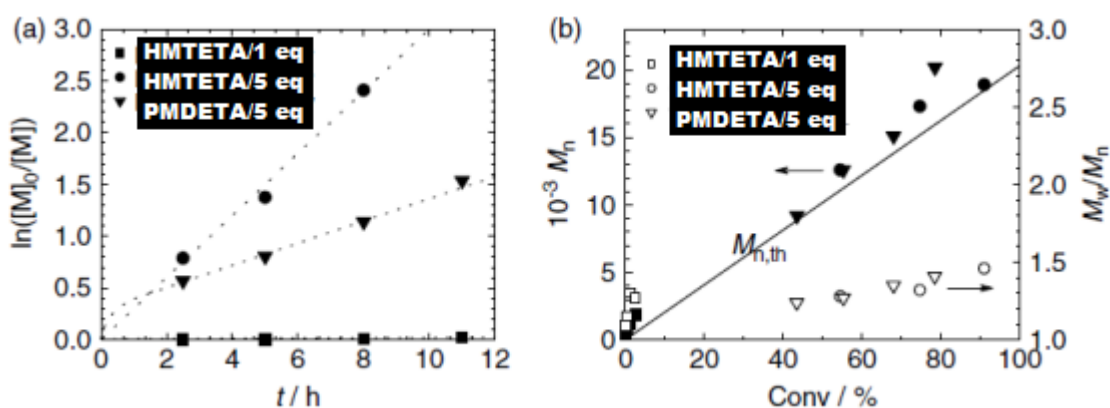 (a)
3.0
2.5
2.0
1.5
1.0
0.5
0.0
ln([M]0/[M])
HMTETA/1 eq
HMTETA/5 eq
PMDETA/5 eq
0 2 4 6 8 10 12
t / h
(b)
20
15
10
5
0
10-3 Mn
HMTETA/1 eq
HMTETA/5 eq
PMDETA/5 eq
Mn,th
3.0
2.5
2.0
1.5
1.0
Mw/Mn
0 20 40 60 80 100
Conv / %